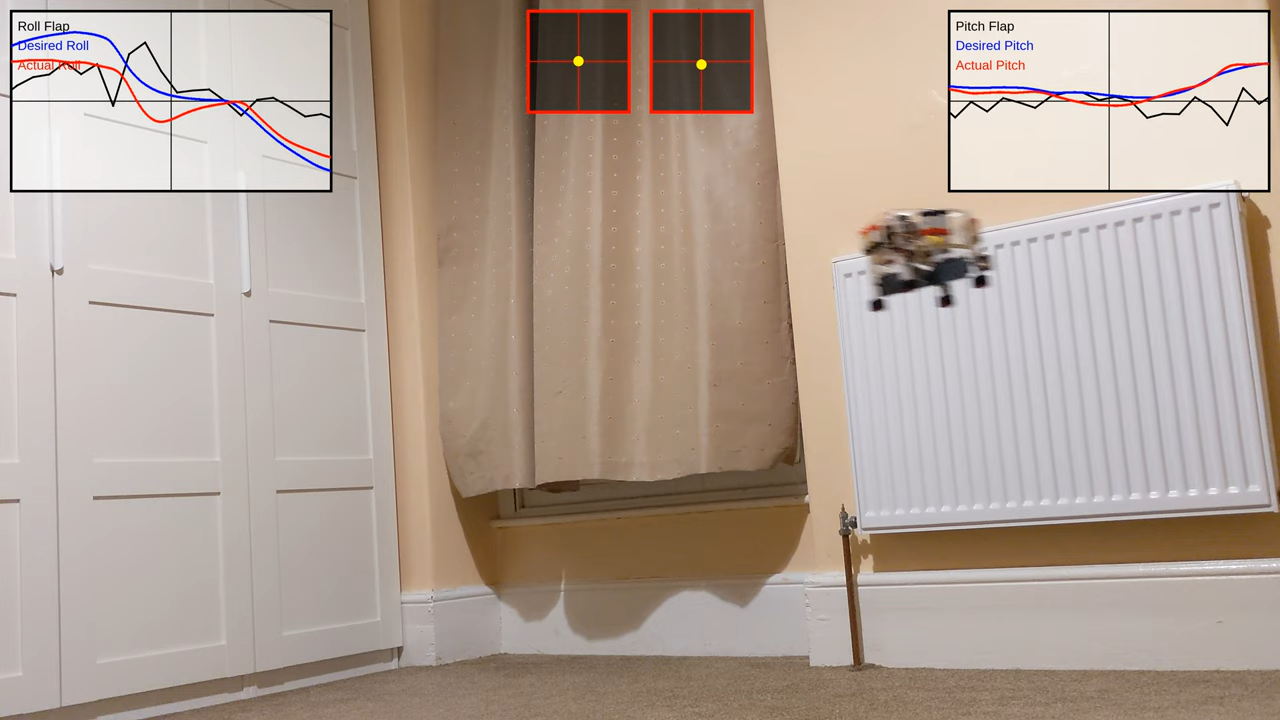 Roll Flap
Desired Roll
Actual Roll
Pitch Flap
Desired Pitch
Actual Pitch